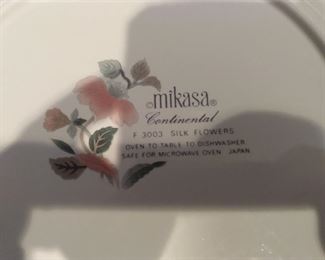 ©mikasa®
Continental
F 3003 SILK FLOWERS
OVEN TO TABLE TO DISHWASHER
SAFE FOR MICROWAVE OVEN. JAPAN